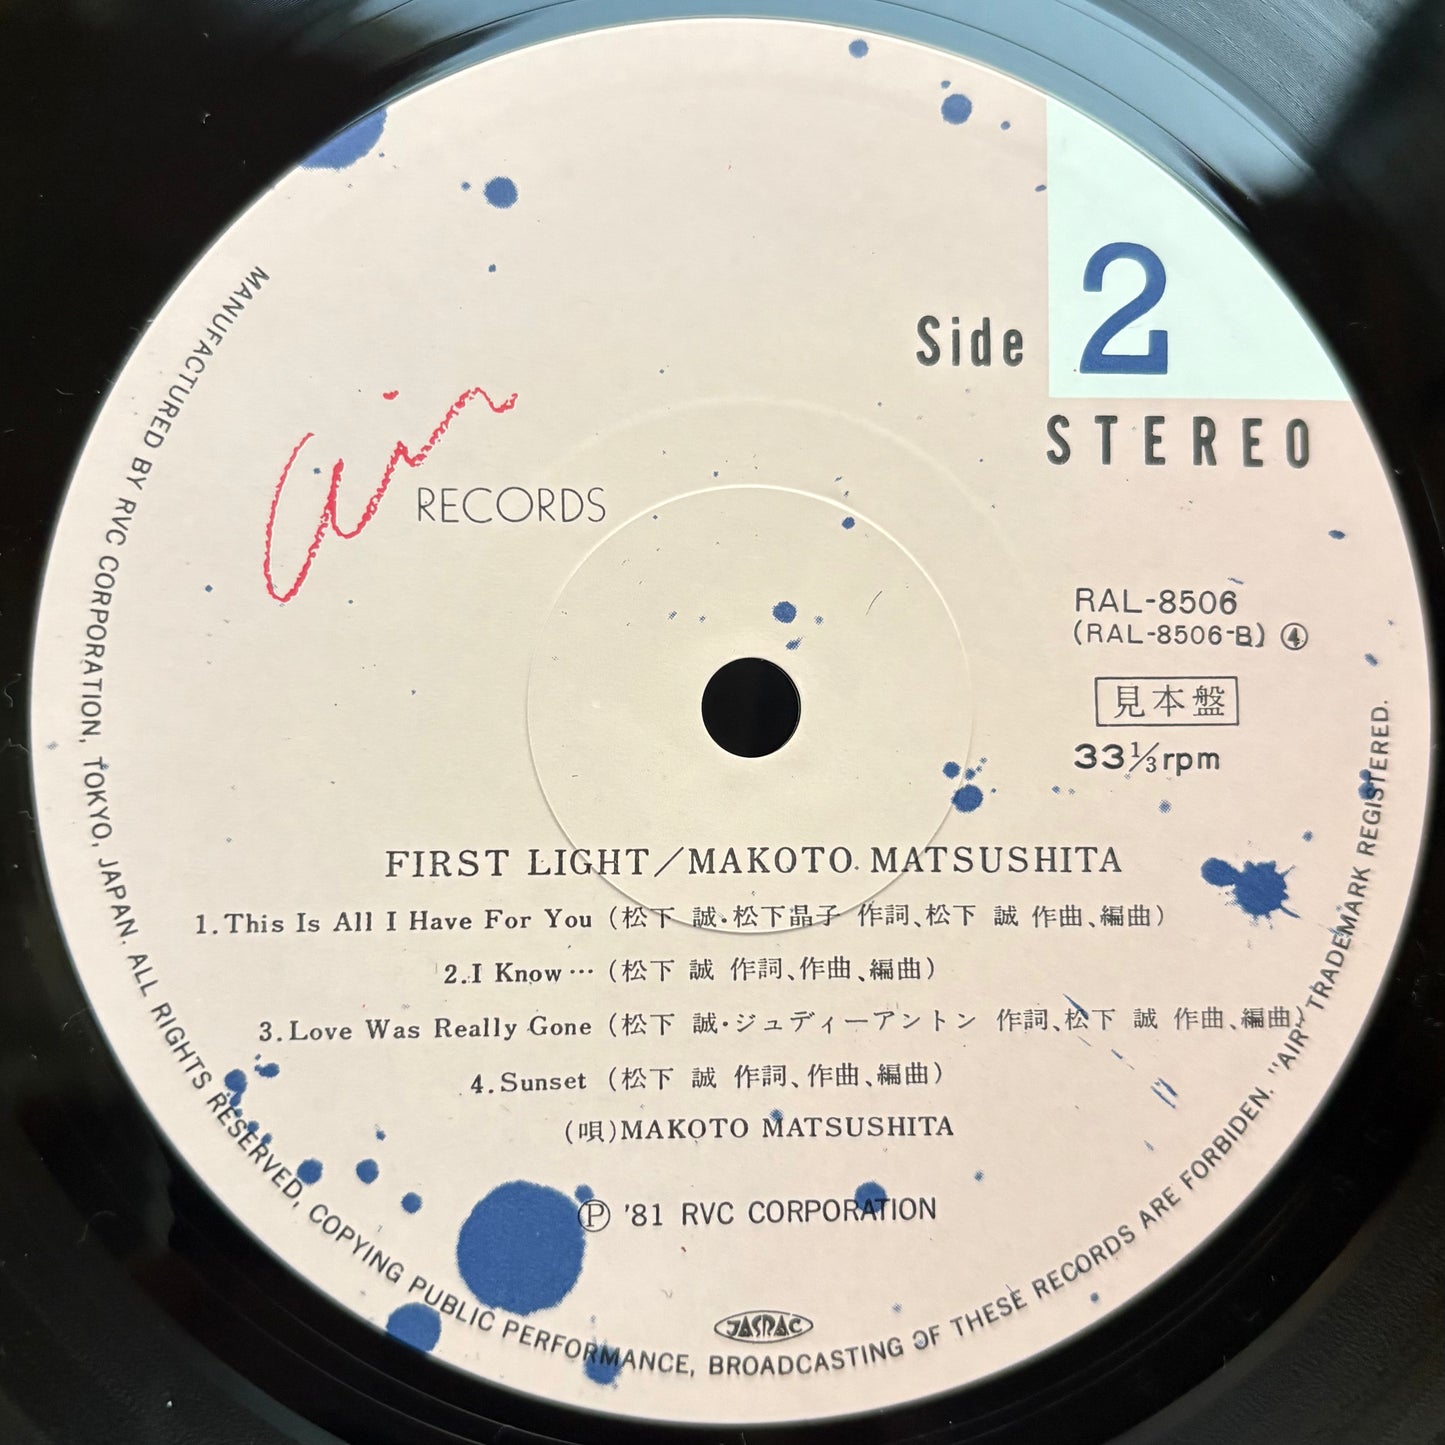 Side 2
STEREO
air RECORDS
RAL-8506
(RAL-8506-B) ④
見本盤
33 1/3 rpm
FIRST LIGHT/MAKOTO MATSUSHITA
1.This Is All I Have For You (松下 誠・松下晶子 作詞、松下 誠 作曲、編曲)
2.I Know… (松下 誠 作詞、作曲、編曲)
3.Love Was Really Gone (松下 誠・ジュディーアントン 作詞、松下 誠 作曲、編曲)
4.Sunset (松下 誠 作詞、作曲、編曲)
(唄)MAKOTO MATSUSHITA
Ⓟ '81 RVC CORPORATION
JASRAC
MANUFACTURED BY RVC CORPORATION, TOKYO, JAPAN. ALL RIGHTS RESERVED, COPYING PUBLIC PERFORMANCE, BROADCASTING OF THESE RECORDS ARE FORBIDEN. "AIR" TRADEMARK REGISTERED.